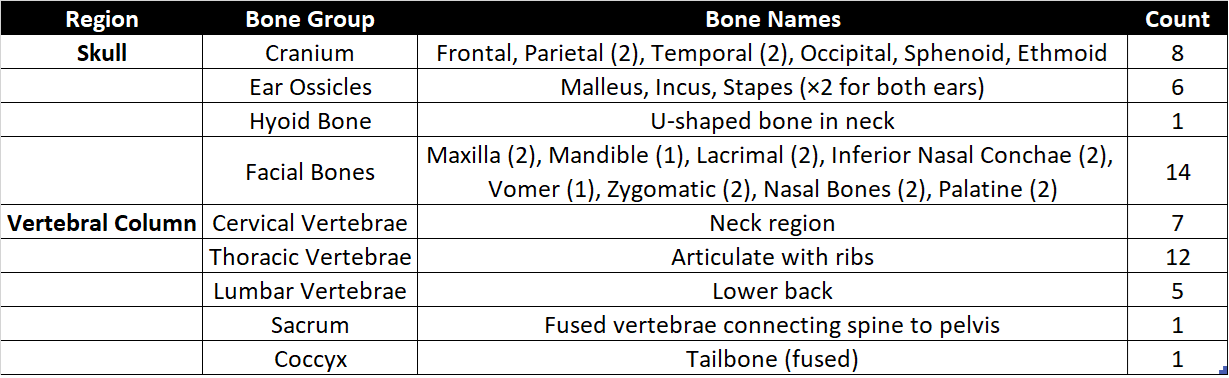 Region Bone Group Bone Names Count
Skull Cranium Frontal, Parietal (2), Temporal (2), Occipital, Sphenoid, Ethmoid 8
Ear Ossicles Malleus, Incus, Stapes (×2 for both ears) 6
Hyoid Bone U-shaped bone in neck 1
Facial Bones Maxilla (2), Mandible (1), Lacrimal (2), Inferior Nasal Conchae (2),
Vomer (1), Zygomatic (2), Nasal Bones (2), Palatine (2) 14
Vertebral Column Cervical Vertebrae Neck region 7
Thoracic Vertebrae Articulate with ribs 12
Lumbar Vertebrae Lower back 5
Sacrum Fused vertebrae connecting spine to pelvis 1
Coccyx Tailbone (fused) 1